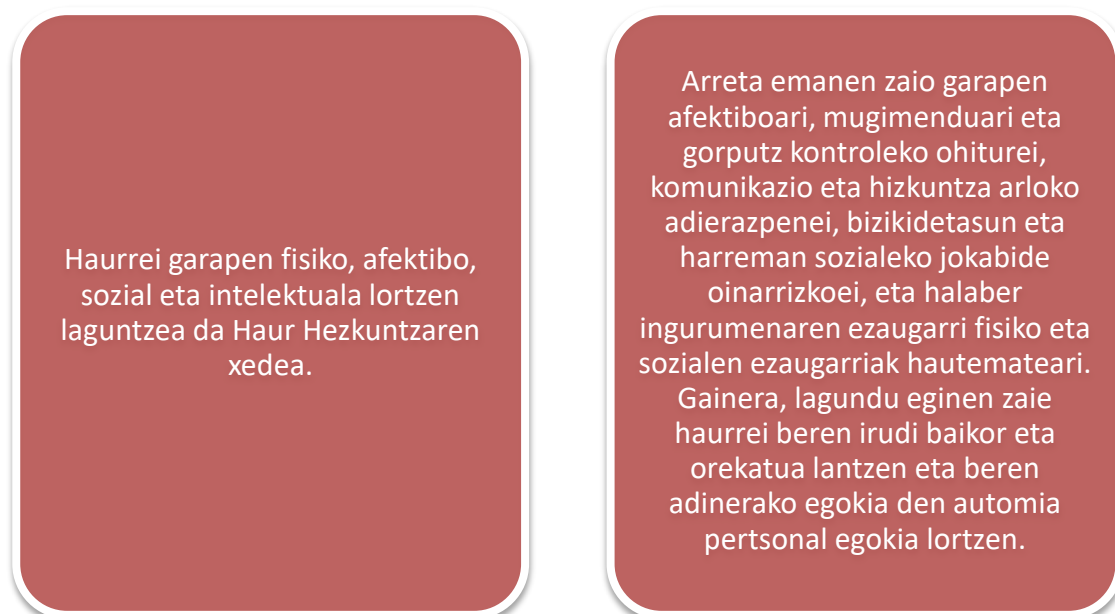 Haurrei garapen fisiko, afektibo,
sozial eta intelektuala lortzen
laguntzea da Haur Hezkuntzaren
xedea.
Arreta emanen zaio garapen
afektiboari, mugimenduari eta
gorputz kontroleko ohiturei,
komunikazio eta hizkuntza arloko
adierazpenei, bizikidetasun eta
harreman sozialeko jokabide
oinarrizkoei, eta halaber
ingurumenaren ezaugarri fisiko eta
sozialen ezaugarriak hautemateari.
Gainera, lagundu eginen zaie
haurrei beren irudi baikor eta
orekatua lantzen eta beren
adinerako egokia den automia
pertsonal egokia lortzen.